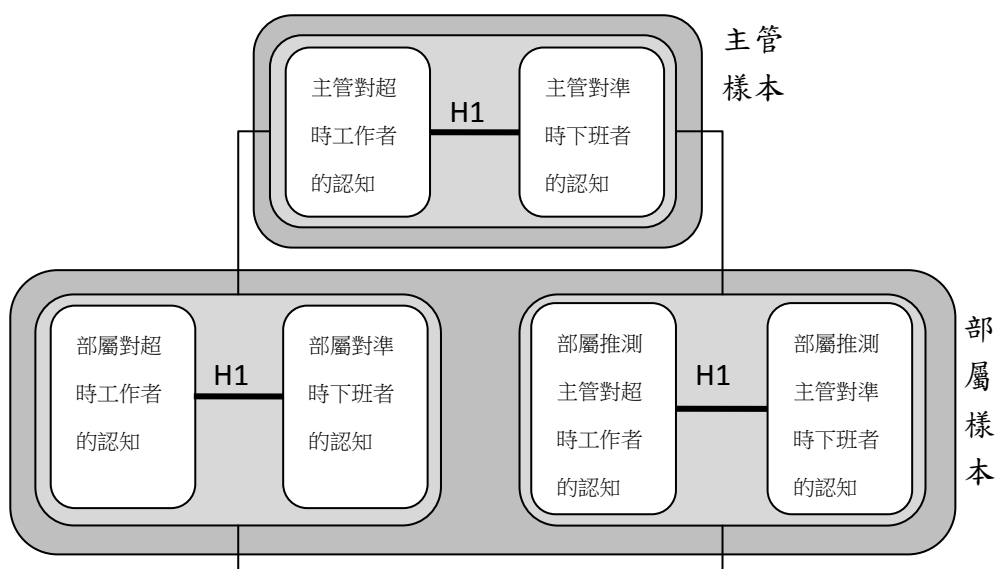 主管
樣本
主管對超
時工作者
的認知
H1
主管對準
時下班者
的認知
部屬對超
時工作者
的認知
H1
部屬對準
時下班者
的認知
部屬推測
主管對超
時工作者
的認知
H1
部屬推測
主管對準
時下班者
的認知
部
屬
樣
本